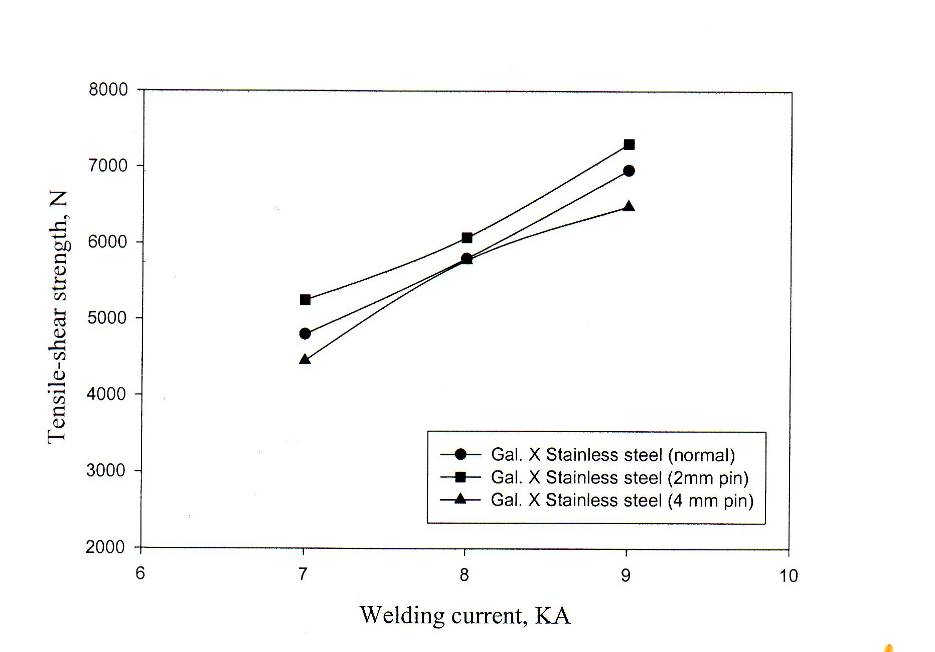 8000
7000
6000
5000
4000
3000
2000
Tensile-shear strength, N
Gal. X Stainless steel (normal)
Gal. X Stainless steel (2mm pin)
Gal. X Stainless steel (4 mm pin)
6 7 8 9 10
Welding current, KA